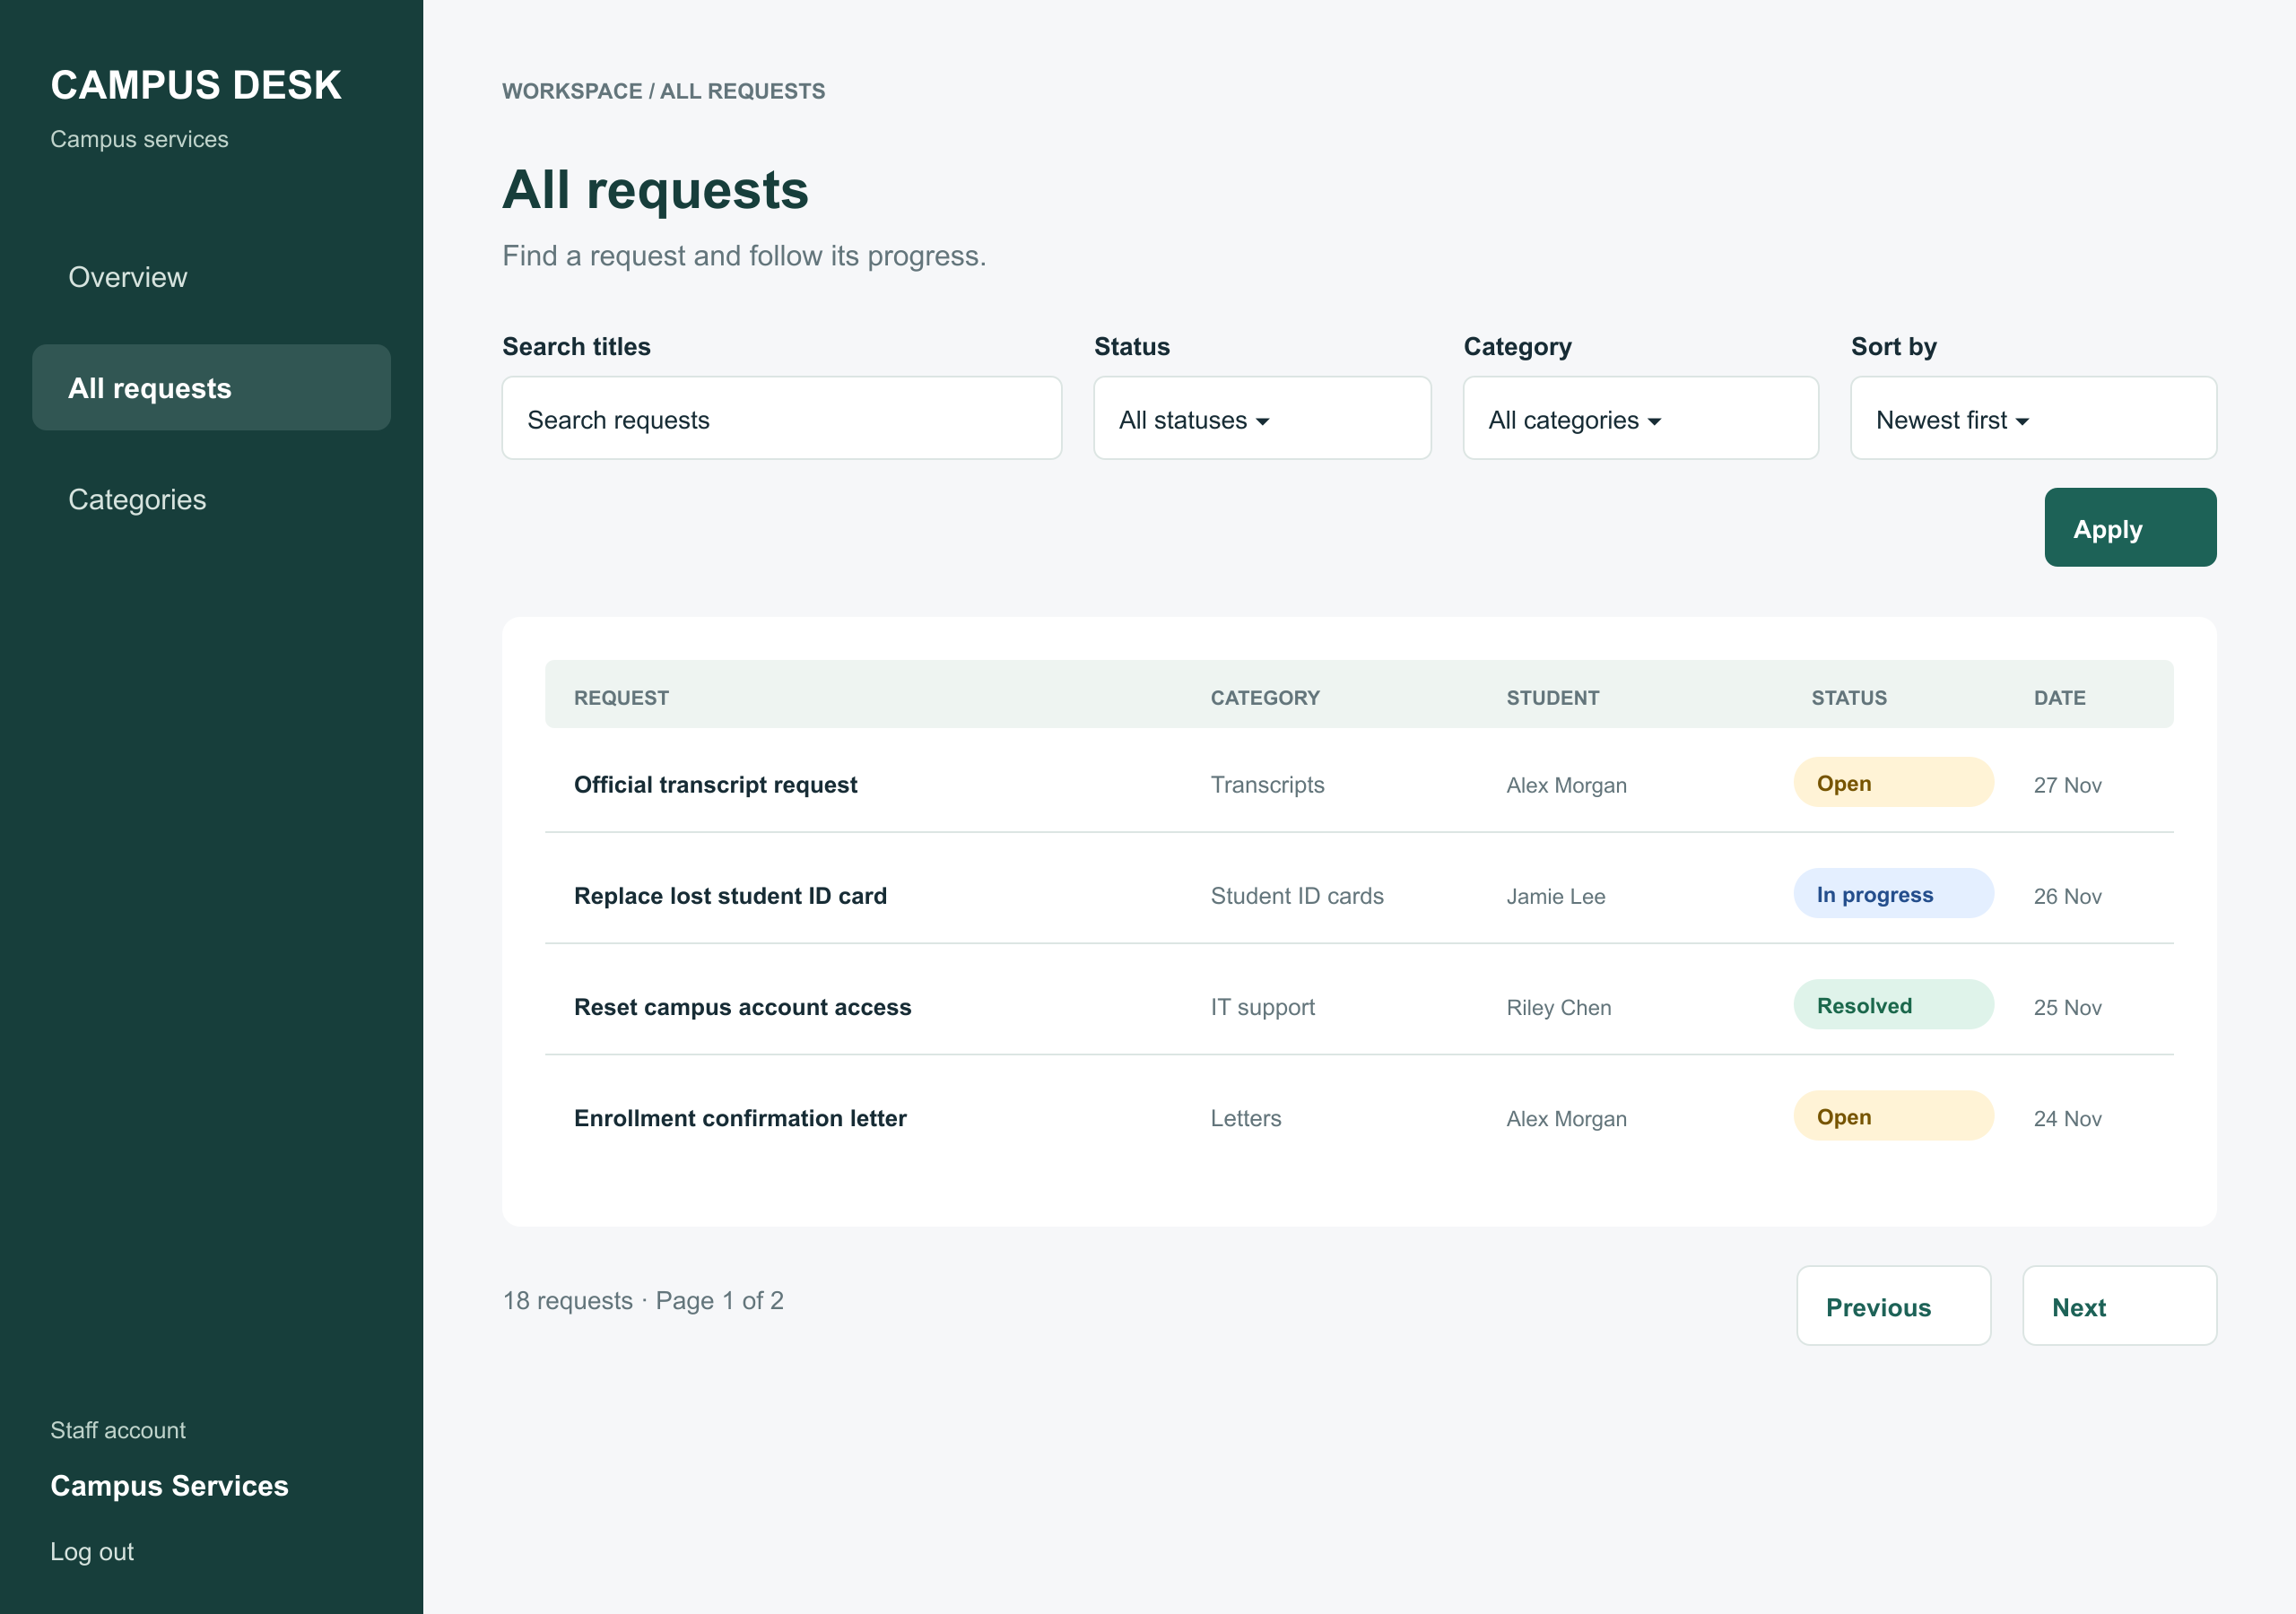 CAMPUS DESK
Campus services
Overview
All requests
Categories
Staff account
Campus Services
Log out
WORKSPACE / ALL REQUESTS
All requests
Find a request and follow its progress.
Search titles Status Category Sort by
Search requests All statuses All categories Newest first
Apply
REQUEST CATEGORY STUDENT STATUS DATE
Official transcript request Transcripts Alex Morgan Open 27 Nov
Replace lost student ID card Student ID cards Jamie Lee In progress 26 Nov
Reset campus account access IT support Riley Chen Resolved 25 Nov
Enrollment confirmation letter Letters Alex Morgan Open 24 Nov
18 requests · Page 1 of 2 Previous Next